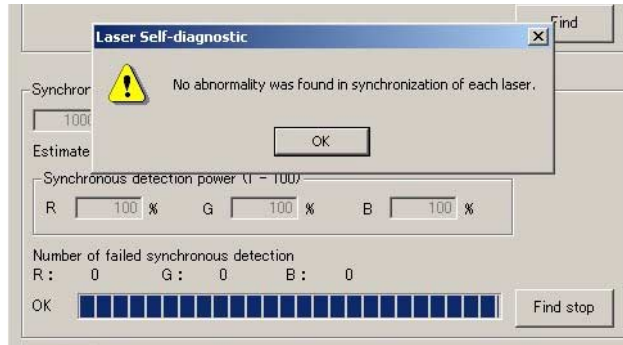 Find
Laser Self-diagnostic
No abnormality was found in synchronization of each laser.
OK
Synchron
1000
Estimate
Synchronous detection power (1 - 100)
R 100 % G 100 % B 100 %
Number of failed synchronous detection
R : 0 G : 0 B : 0
OK
Find stop